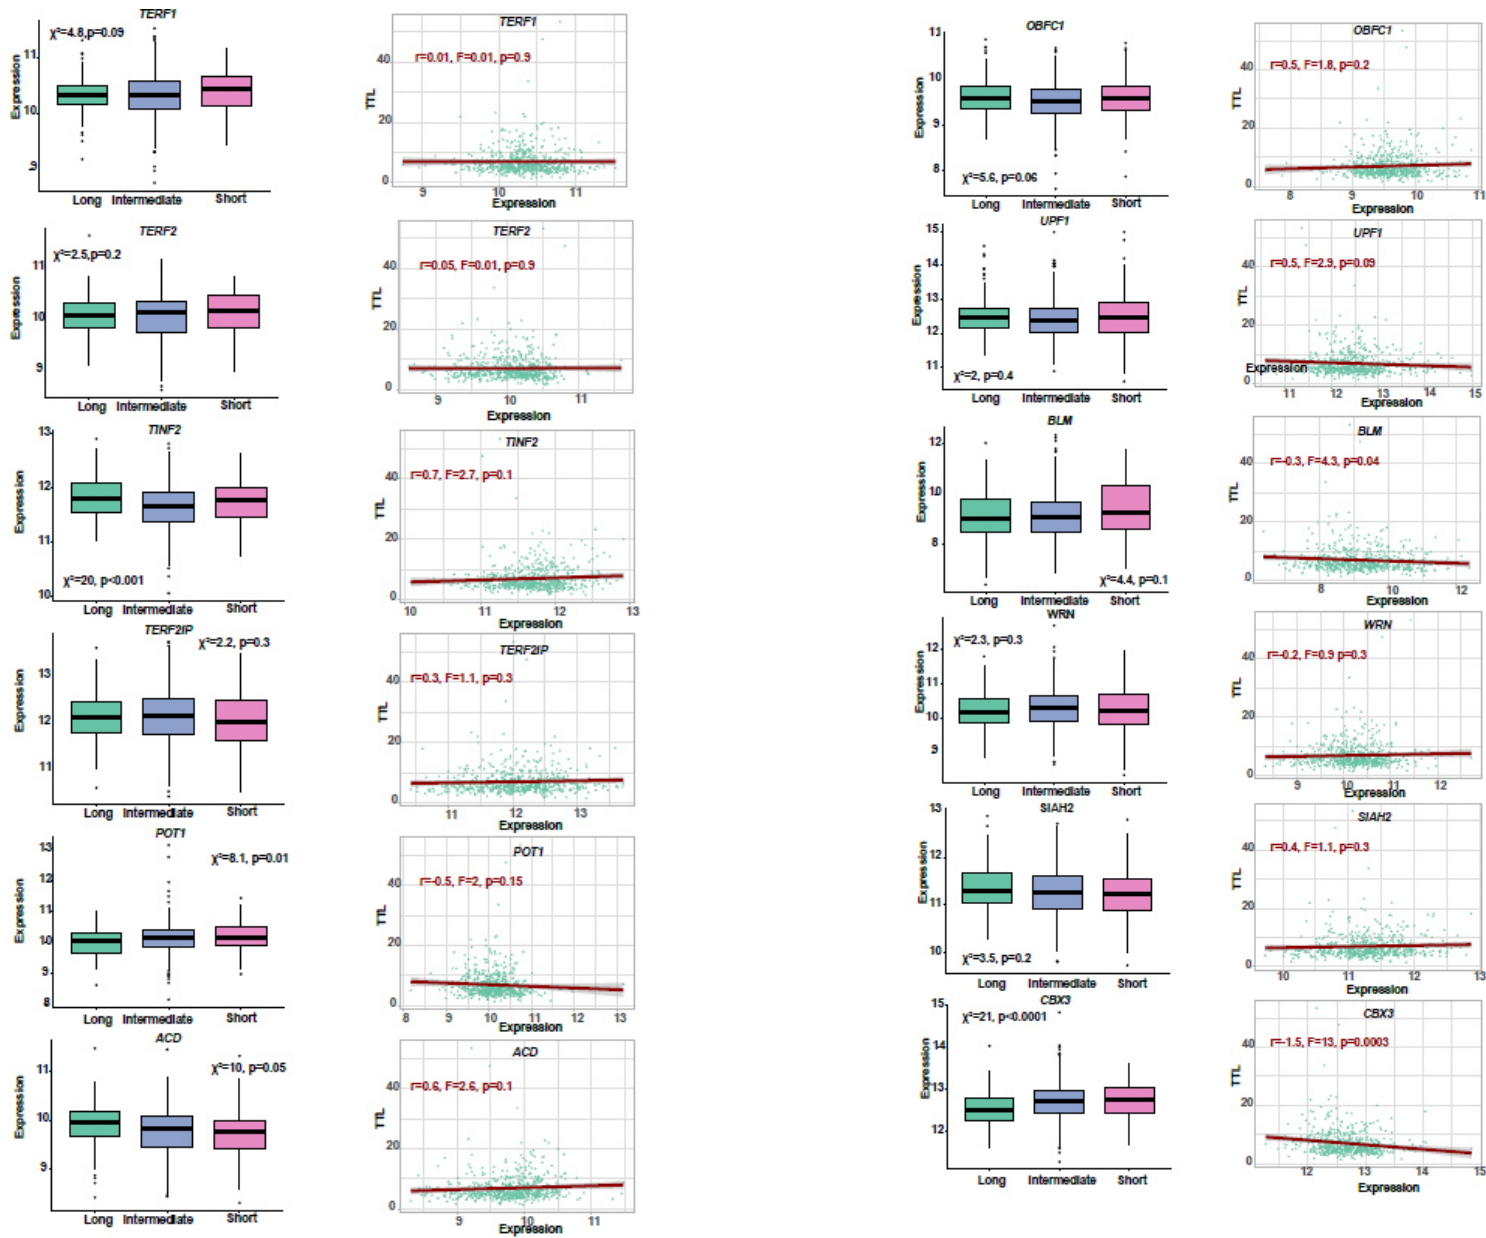 TERF1
χ²=4.8,p=0.09
Expression
11
10
9
Long Intermediate Short
TERF1
r=0.01, F=0.01, p=0.9
TTL
40
20
0
9 10 11
Expression
TERF2
χ²=2.5,p=0.2
Expression
11
10
9
Long Intermediate Short
TERF2
r=0.05, F=0.01, p=0.9
TTL
40
20
0
9 10 11
Expression
TINF2
Expression
13
12
11
10
χ²=20, p<0.001
Long Intermediate Short
TINF2
r=0.7, F=2.7, p=0.1
TTL
40
20
0
10 11 12 13
Expression
TERF2IP
χ²=2.2, p=0.3
Expression
13
12
11
Long Intermediate Short
TERF2IP
r=0.3, F=1.1, p=0.3
TTL
40
20
0
11 12 13
Expression
POT1
χ²=8.1, p=0.01
Expression
13
12
11
10
9
8
Long Intermediate Short
POT1
r=-0.5, F=2, p=0.15
TTL
40
20
0
8 9 10 11 12 13
Expression
ACD
χ²=10, p=0.05
Expression
11
10
9
Long Intermediate Short
ACD
r=0.6, F=2.6, p=0.1
TTL
40
20
0
9 10 11
Expression
OBFC1
Expression
11
10
9
8
χ²=5.6, p=0.06
Long Intermediate Short
OBFC1
r=0.5, F=1.8, p=0.2
TTL
40
20
0
8 9 10 11
Expression
UPF1
Expression
15
14
13
12
11
χ²=2, p=0.4
Long Intermediate Short
UPF1
r=0.5, F=2.9, p=0.09
TTL
40
20
0
Expression
11 12 13 14 15
Expression
BLM
Expression
12
10
8
χ²=4.4, p=0.1
Long Intermediate Short
BLM
r=-0.3, F=4.3, p=0.04
TTL
40
20
0
8 10 12
Expression
WRN
χ²=2.3, p=0.3
Expression
12
11
10
9
Long Intermediate Short
WRN
r=-0.2, F=0.9 p=0.3
TTL
40
20
0
9 10 11 12
Expression
SIAH2
Expression
13
12
11
10
χ²=3.5, p=0.2
Long Intermediate Short
SIAH2
r=0.4, F=1.1, p=0.3
TTL
40
20
0
10 11 12 13
Expression
CBX3
χ²=21, p<0.0001
Expression
15
14
13
12
Long Intermediate Short
CBX3
r=-1.5, F=13, p=0.0003
TTL
40
20
0
12 13 14 15
Expression